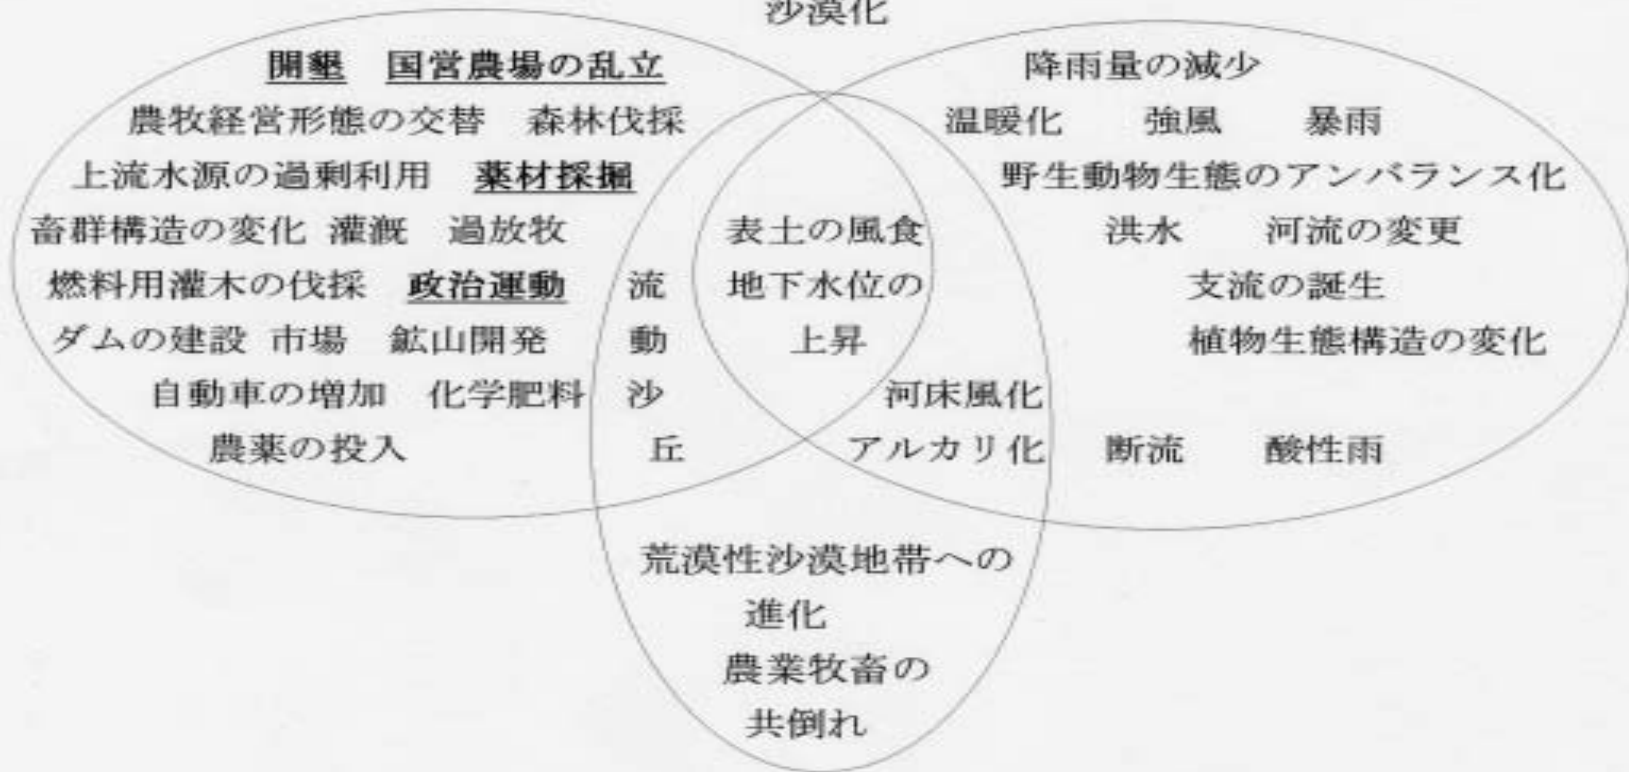 沙漠化
開墾 国営農場の乱立 降雨量の減少
農牧経営形態の交替 森林伐採 温暖化 強風 暴雨
上流水源の過剰利用 薬材採掘 野生動物生態のアンバランス化
畜群構造の変化 灌漑 過放牧 表土の風食 洪水 河流の変更
燃料用灌木の伐採 政治運動 流 地下水位の 支流の誕生
ダムの建設 市場 鉱山開発 動 上昇 植物生態構造の変化
自動車の増加 化学肥料 沙 河床風化
農薬の投入 丘 アルカリ化 断流 酸性雨
荒漠性沙漠地帯への
進化
農業牧畜の
共倒れ